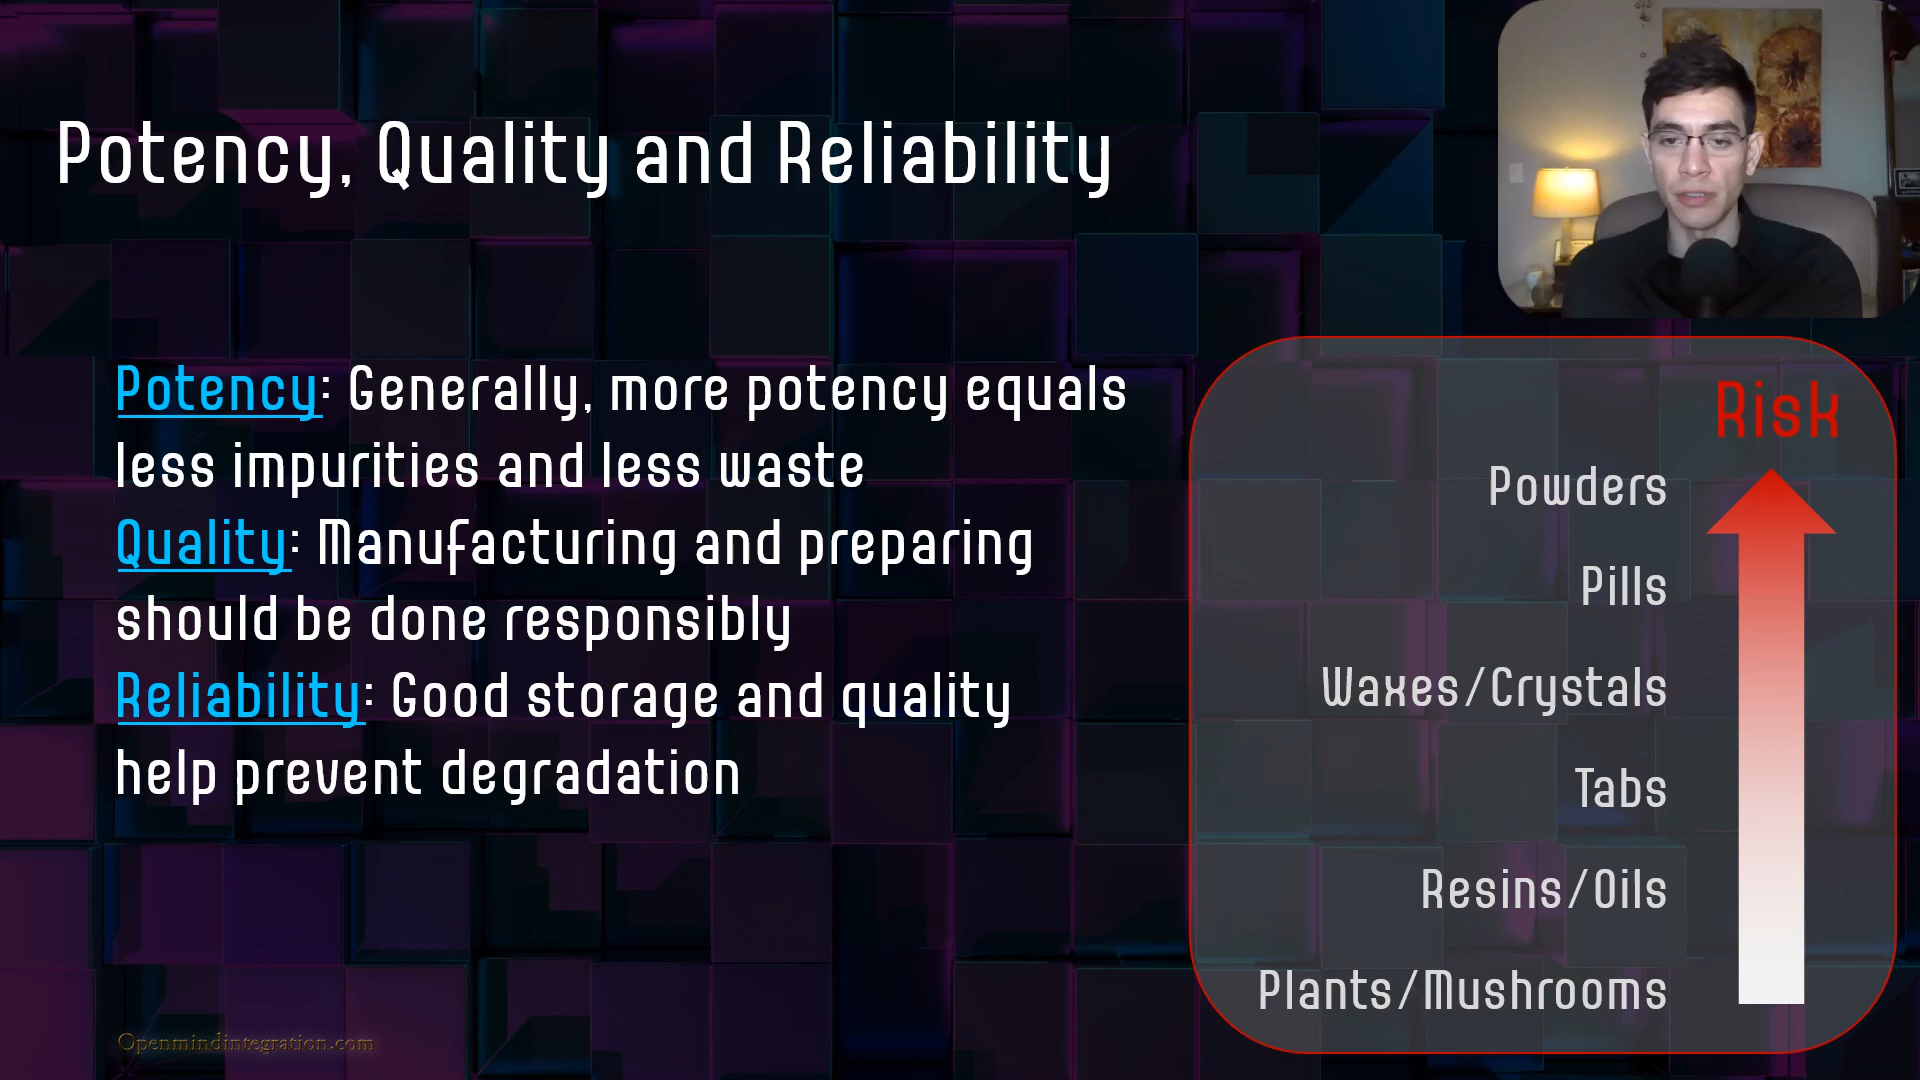 Potency, Quality and Reliability
Potency: Generally, more potency equals
less impurities and less waste
Quality: Manufacturing and preparing
should be done responsibly
Reliability: Good storage and quality
help prevent degradation
Risk
Powders
Pills
Waxes/Crystals
Tabs
Resins/Oils
Plants/Mushrooms
Openmindintegration.com